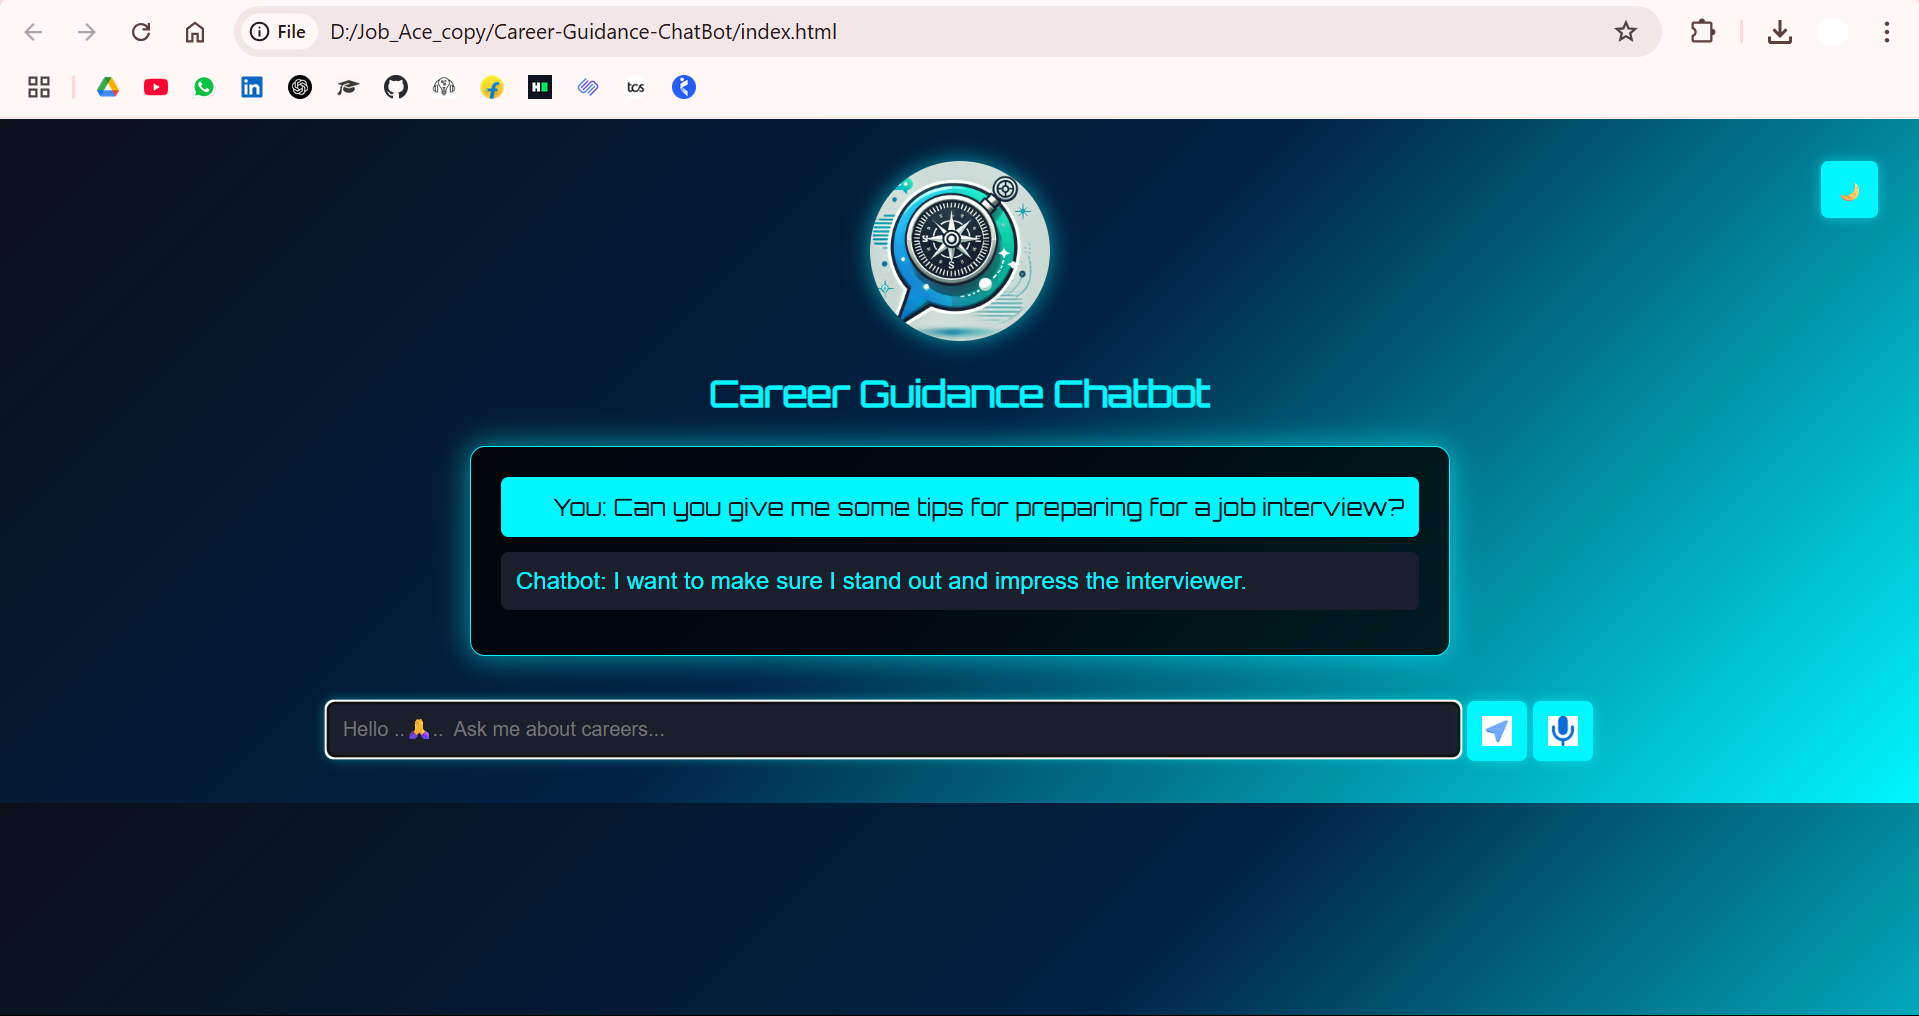 File D:/Job_Ace_copy/Career-Guidance-ChatBot/index.html
tcs
Career Guidance Chatbot
You: Can you give me some tips for preparing for a job interview?
Chatbot: I want to make sure I stand out and impress the interviewer.
Hello ..🙏.. Ask me about careers...